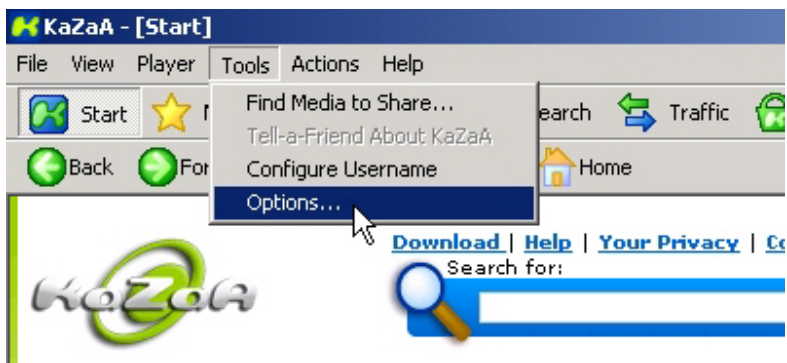 KaZaA - [Start]
File View Player Tools Actions Help
Find Media to Share...
Tell-a-Friend About KaZaA
Configure Username
Options...
Start earch Traffic
Back Home
Download | Help | Your Privacy |
Search for:
KaZaA